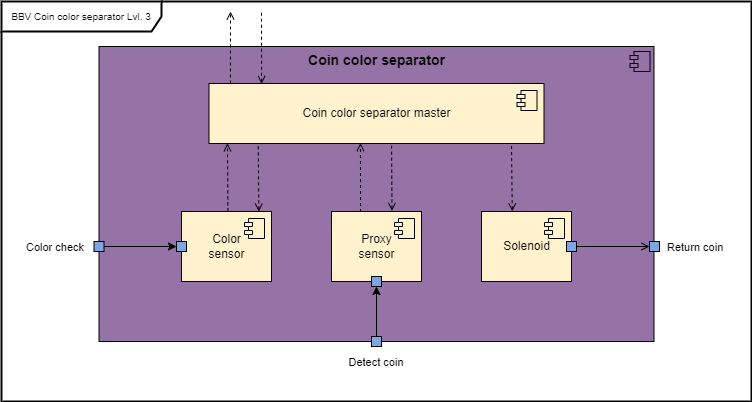 BBV Coin color separator Lvl. 3
Coin color separator
Coin color separator master
Color check
Color
sensor
Proxy
sensor
Solenoid
Return coin
Detect coin